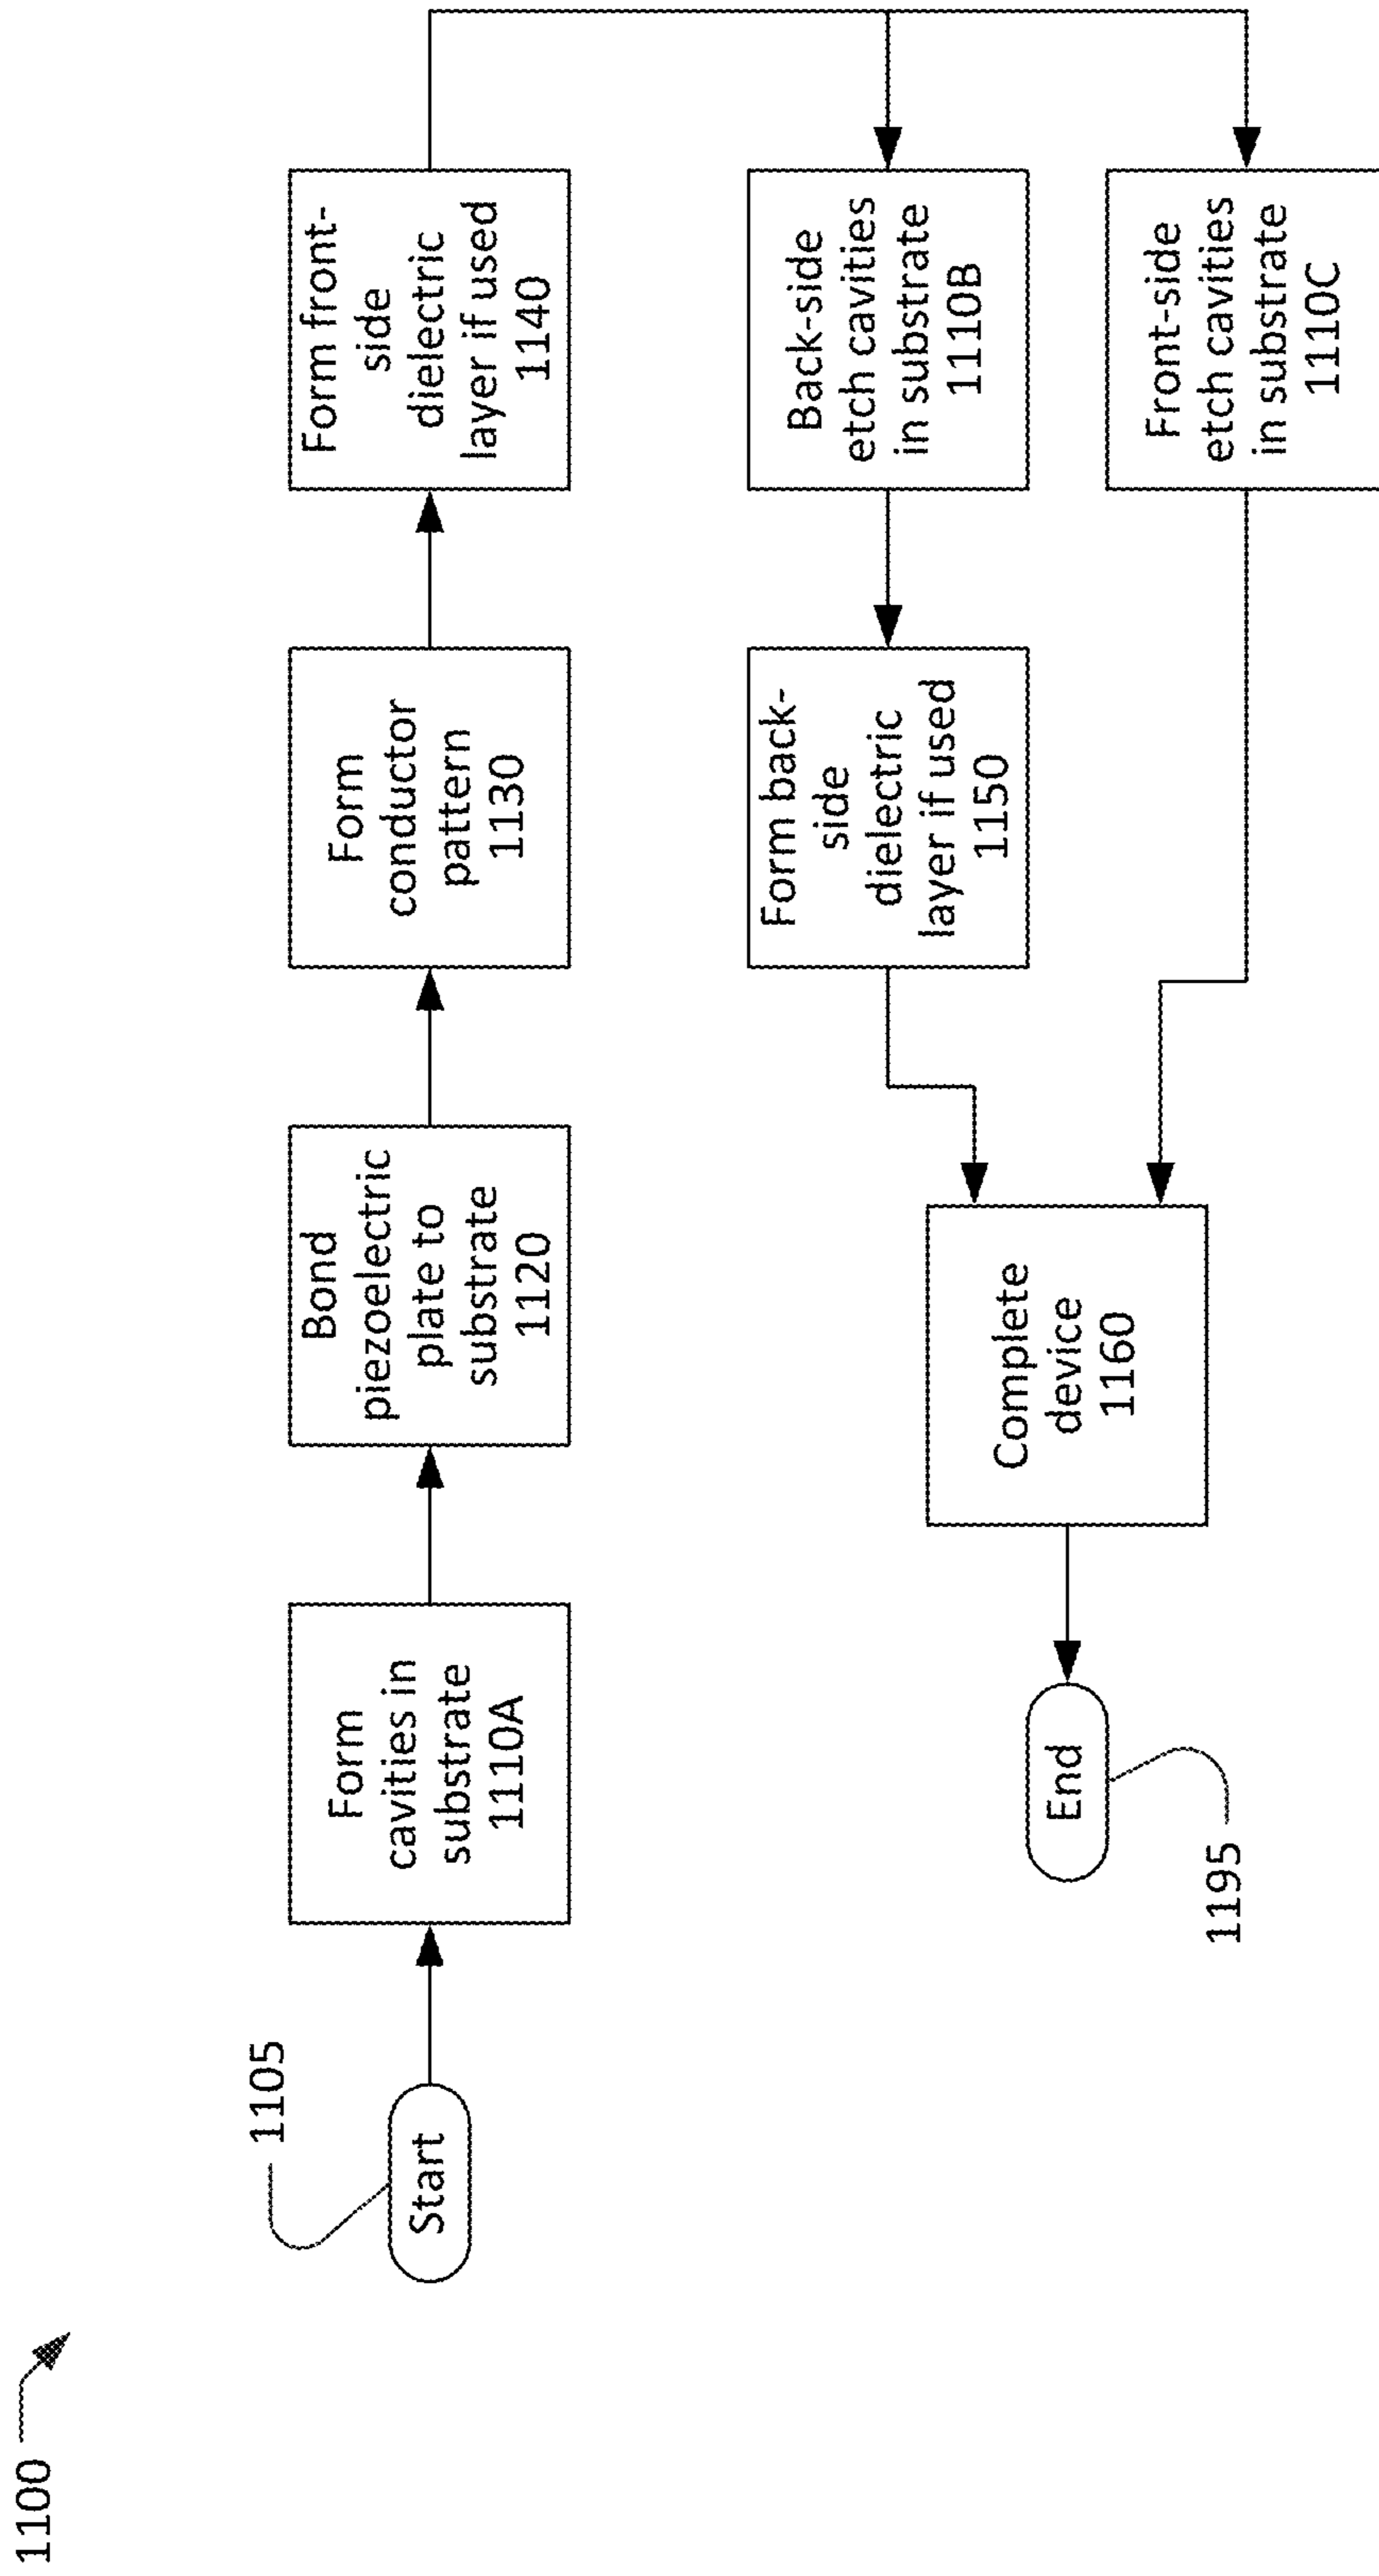 1100
1105
Start
Form
cavities in
substrate
1110A
Bond
piezoelectric
plate to
substrate
1120
Form
conductor
pattern
1130
Form front-
side
dielectric
layer if used
1140
Back-side
etch cavities
in substrate
1110B
Form back-
side
dielectric
layer if used
1150
Front-side
etch cavities
in substrate
1110C
Complete
device
1160
End
1195